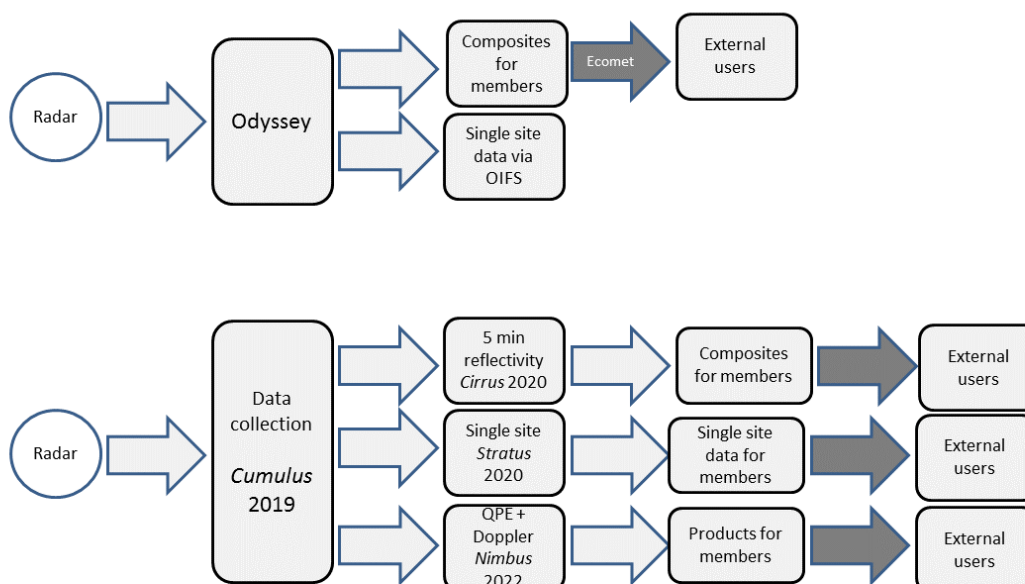 Radar
Odyssey
Composites
for
members
Ecomet
External
users
Single site
data via
OIFS
Radar
Data
collection
Cumulus
2019
5 min
reflectivity
Cirrus 2020
Composites
for members
External
users
Single site
Stratus
2020
Single site
data for
members
External
users
QPE +
Doppler
Nimbus
2022
Products for
members
External
users